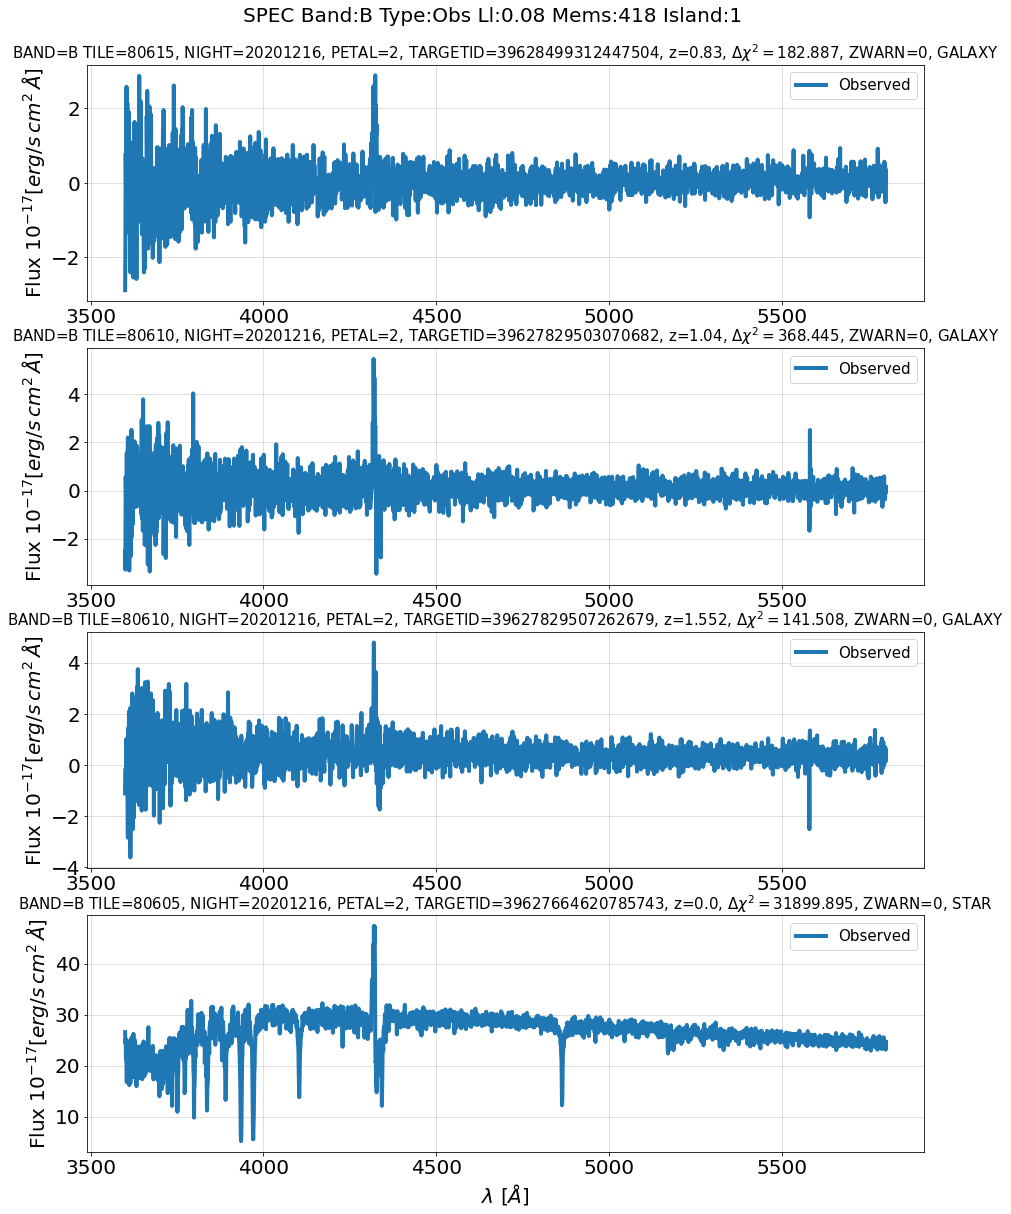 SPEC Band:B Type:Obs Ll:0.08 Mems:418 Island:1
BAND=B TILE=80615, NIGHT=20201216, PETAL=2, TARGETID=39628499312447504, z=0.83, Δχ² = 182.887, ZWARN=0, GALAXY
Flux 10⁻¹⁷[erg/s cm² Å]
2
0
−2
Observed
3500 4000 4500 5000 5500
BAND=B TILE=80610, NIGHT=20201216, PETAL=2, TARGETID=39627829503070682, z=1.04, Δχ² = 368.445, ZWARN=0, GALAXY
Flux 10⁻¹⁷[erg/s cm² Å]
4
2
0
−2
Observed
3500 4000 4500 5000 5500
BAND=B TILE=80610, NIGHT=20201216, PETAL=2, TARGETID=39627829507262679, z=1.552, Δχ² = 141.508, ZWARN=0, GALAXY
Flux 10⁻¹⁷[erg/s cm² Å]
4
2
0
−2
−4
Observed
3500 4000 4500 5000 5500
BAND=B TILE=80605, NIGHT=20201216, PETAL=2, TARGETID=39627664620785743, z=0.0, Δχ² = 31899.895, ZWARN=0, STAR
Flux 10⁻¹⁷[erg/s cm² Å]
40
30
20
10
Observed
3500 4000 4500 5000 5500
λ [Å]